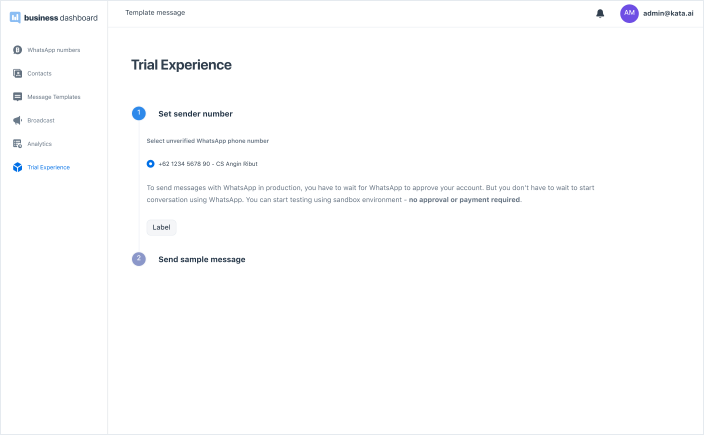 business dashboard
Template message
AM
admin@kata.ai
WhatsApp numbers
Contacts
Message Templates
Broadcast
Analytics
Trial Experience
Trial Experience
1
Set sender number
Select unverified WhatsApp phone number
+62 1234 5678 90 - CS Angin Ribut
To send messages with WhatsApp in production, you have to wait for WhatsApp to approve your account. But you don't have to wait to start
conversation using WhatsApp. You can start testing using sandbox environment - no approval or payment required.
Label
2
Send sample message